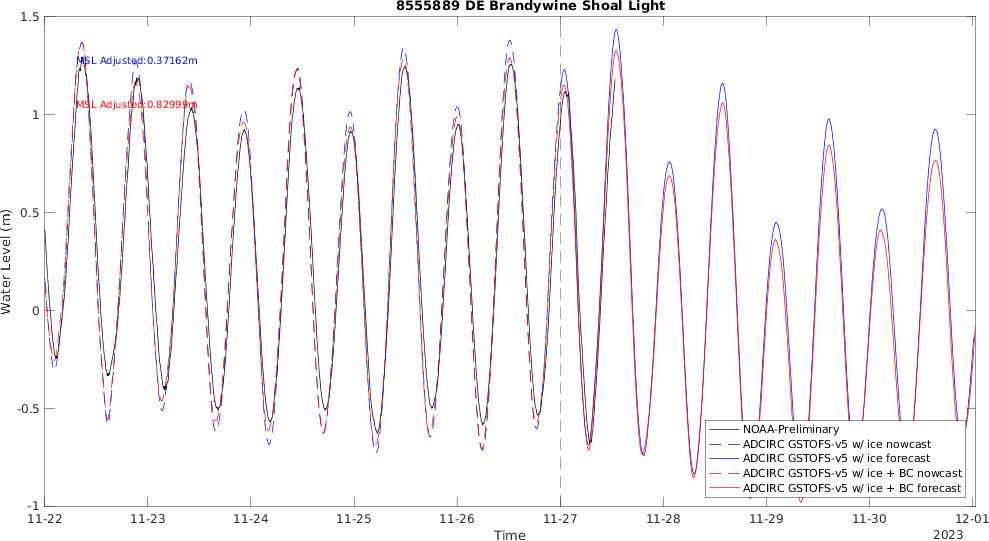 8555889 DE Brandywine Shoal Light
1.5
MSL Adjusted:0.37162m
MSL Adjusted:0.82999m
1
0.5
0
-0.5
-1
Water Level (m)
NOAA-Preliminary
ADCIRC GSTOFS-v5 w/ ice nowcast
ADCIRC GSTOFS-v5 w/ ice forecast
ADCIRC GSTOFS-v5 w/ ice + BC nowcast
ADCIRC GSTOFS-v5 w/ ice + BC forecast
11-22 11-23 11-24 11-25 11-26 11-27 11-28 11-29 11-30 12-01
Time
2023